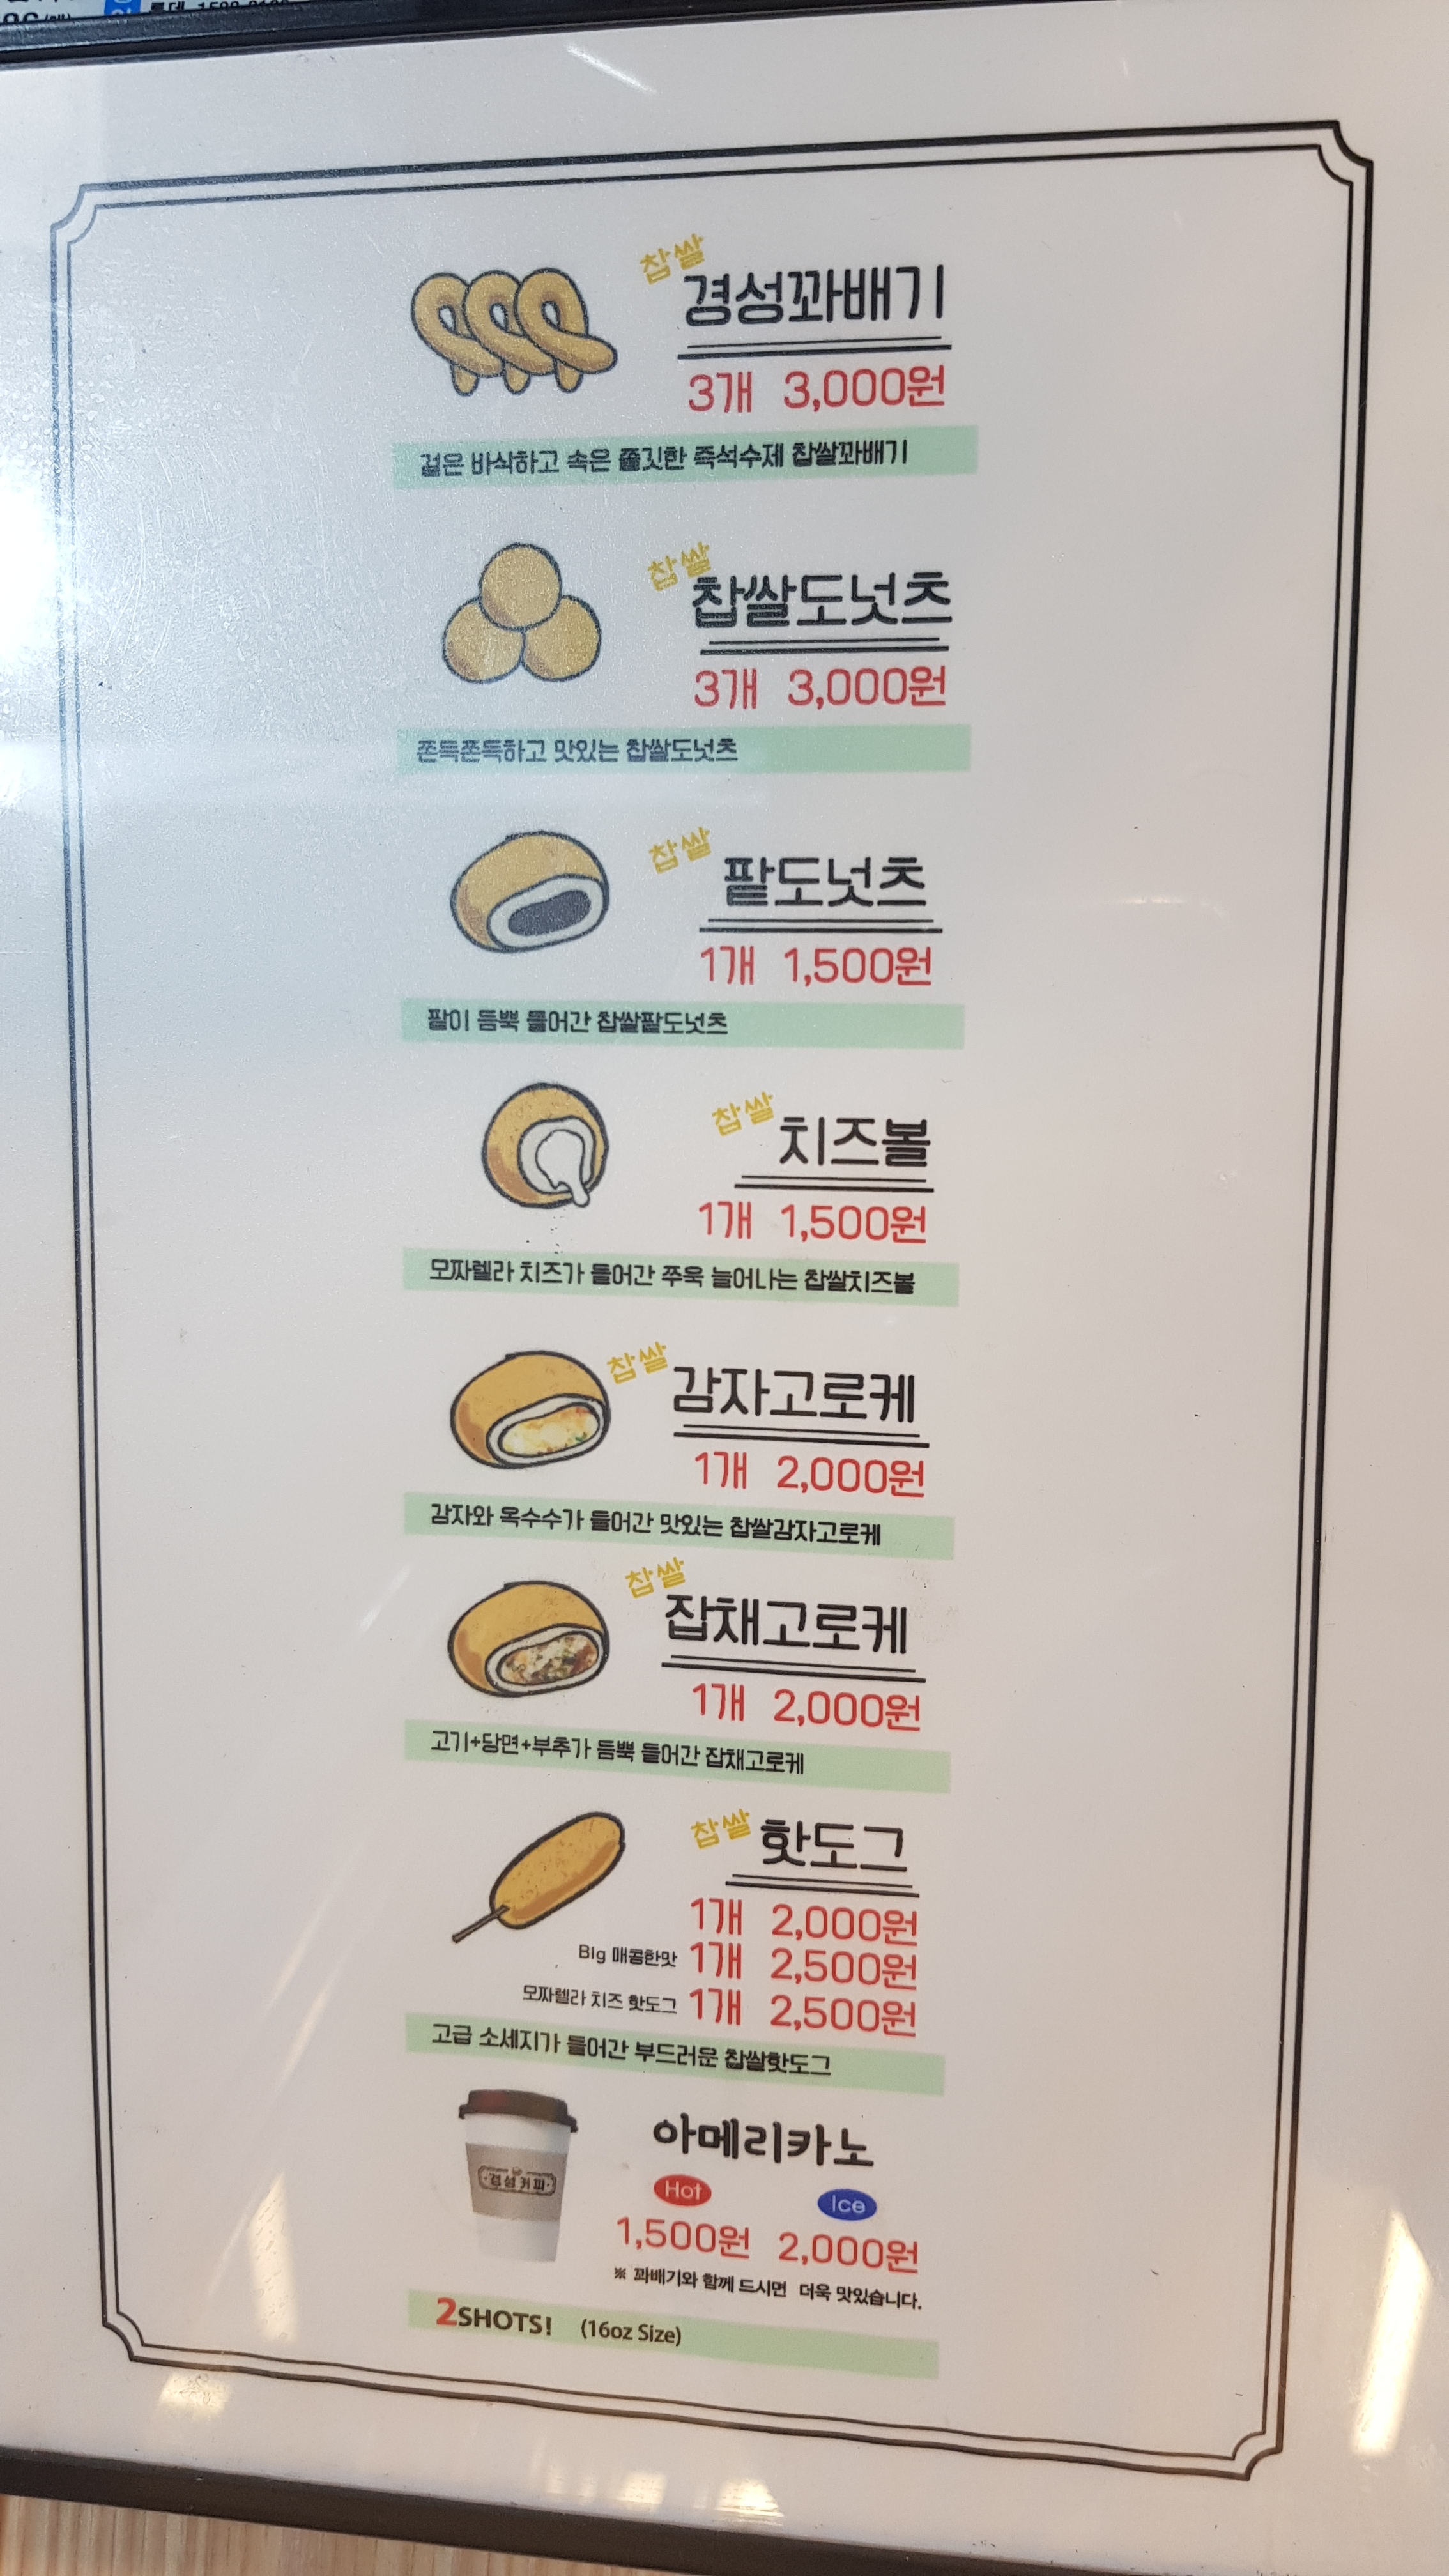 찹쌀
경성꽈배기
3개 3,000원
겉은 바삭하고 속은 쫄깃한 즉석수제 찹쌀꽈배기
찹쌀
찹쌀도넛츠
3개 3,000원
쫀득쫀득하고 맛있는 찹쌀도넛츠
찹쌀
팥도넛츠
1개 1,500원
팥이 듬뿍 들어간 찹쌀팥도넛츠
찹쌀
치즈볼
1개 1,500원
모짜렐라 치즈가 들어간 쭈욱 늘어나는 찹쌀치즈볼
찹쌀
감자고로케
1개 2,000원
감자와 옥수수가 들어간 맛있는 찹쌀감자고로케
찹쌀
잡채고로케
1개 2,000원
고기+당면+부추가 듬뿍 들어간 잡채고로케
찹쌀
핫도그
1개 2,000원
Big 매콤한맛 1개 2,500원
모짜렐라 치즈 핫도그 1개 2,500원
고급 소세지가 들어간 부드러운 찹쌀핫도그
경성커피
아메리카노
Hot Ice
1,500원 2,000원
※ 꽈배기와 함께 드시면 더욱 맛있습니다.
2SHOTS! (16oz Size)